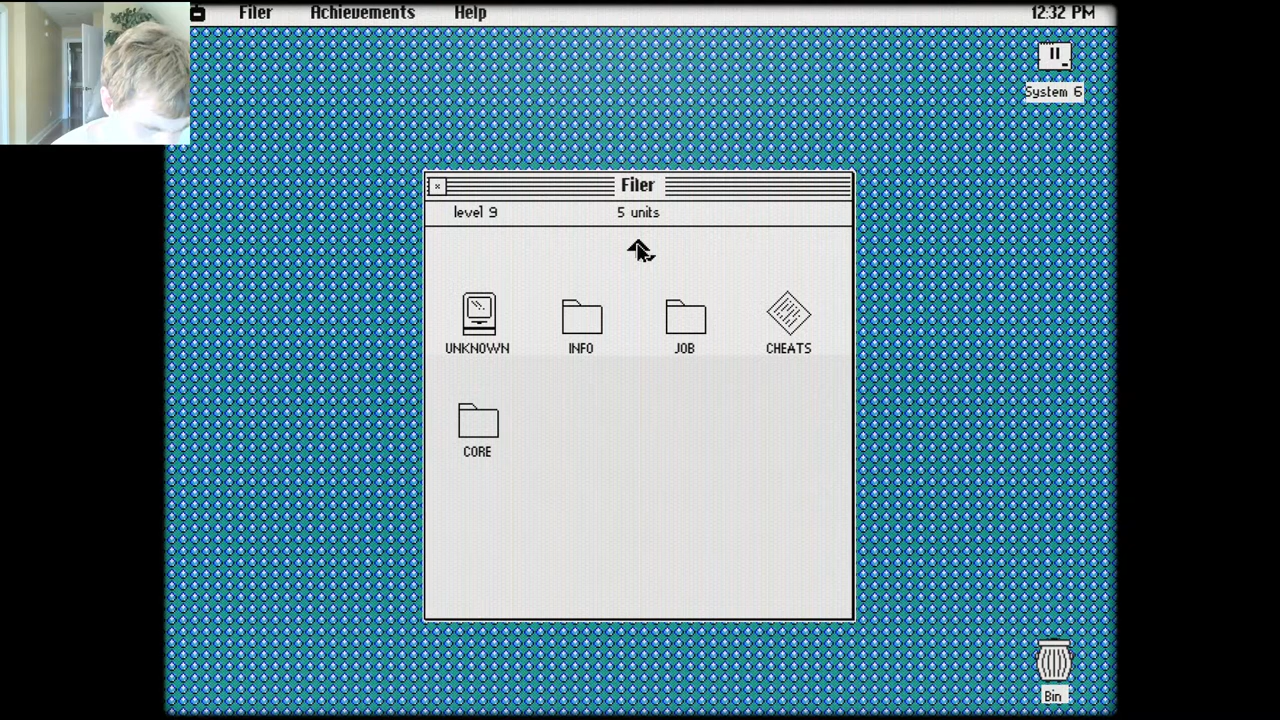 Filer Achievements Help 12:32 PM
System 6
Filer
level 9 5 units
UNKNOWN INFO JOB CHEATS
CORE
Bin